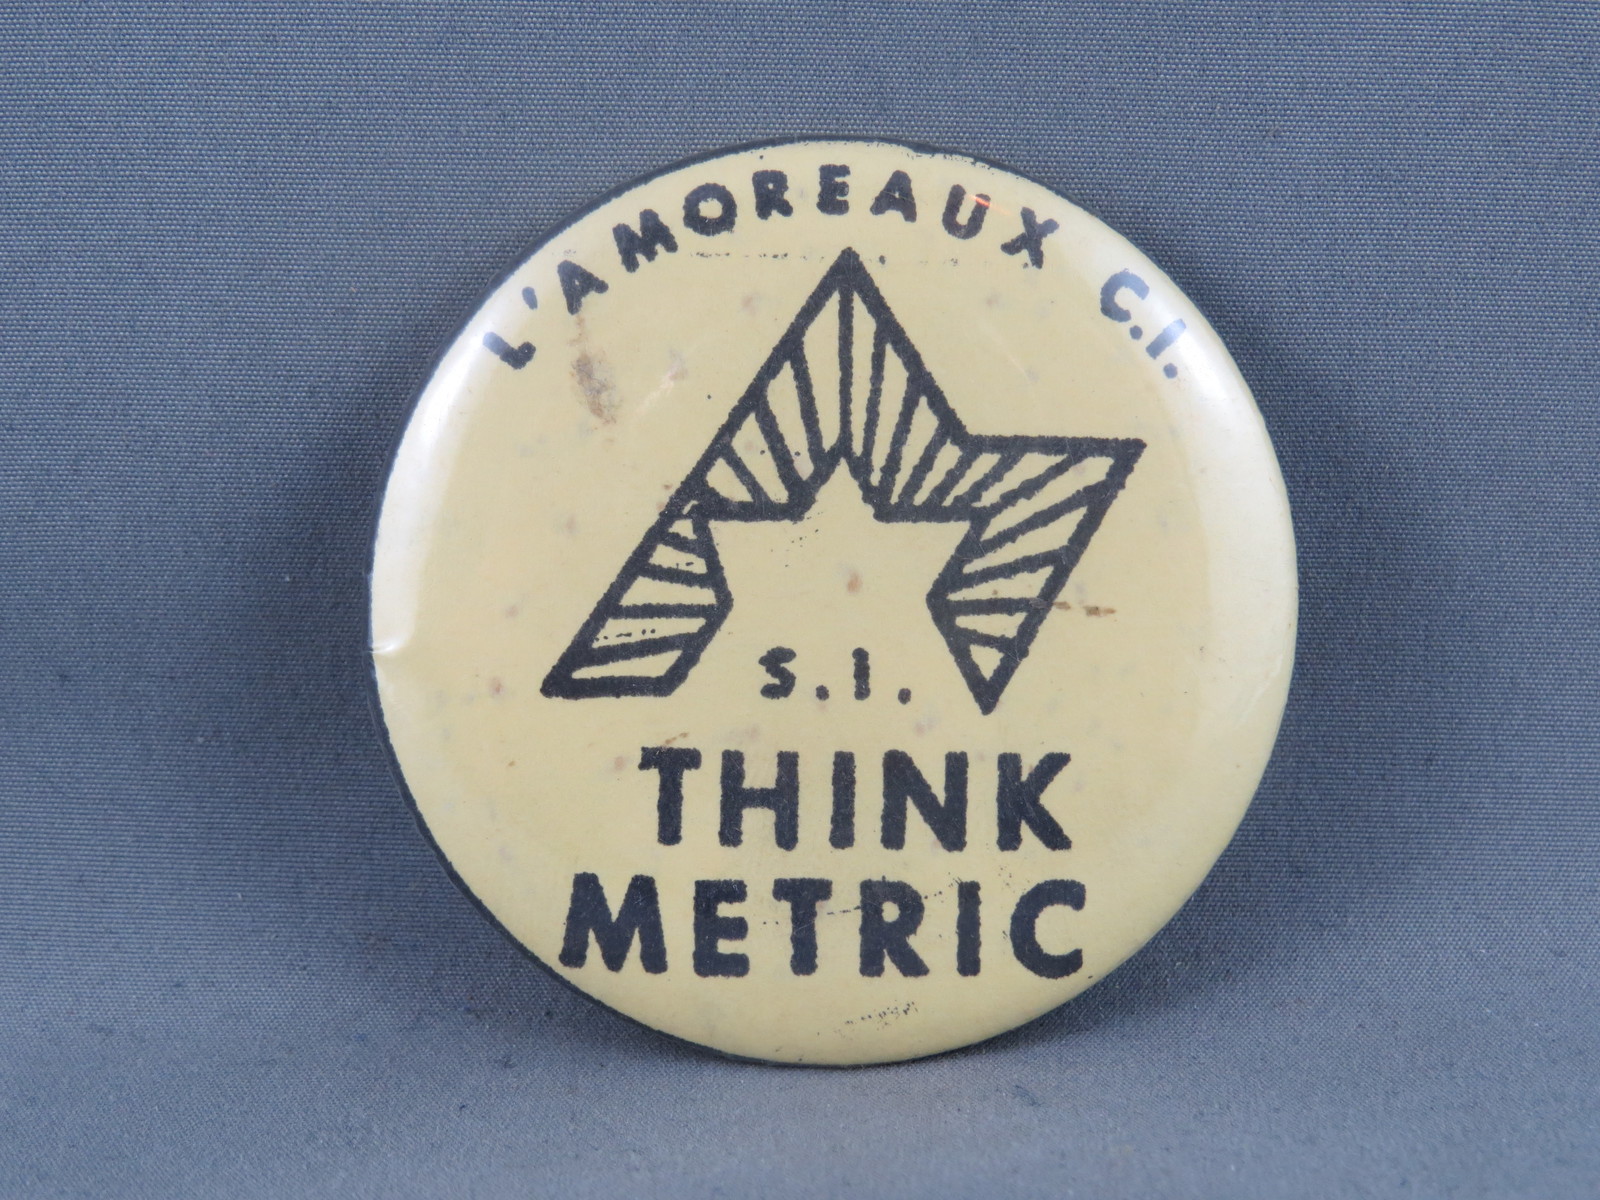 L'AMOREAUX C.I.
S.I.
THINK
METRIC